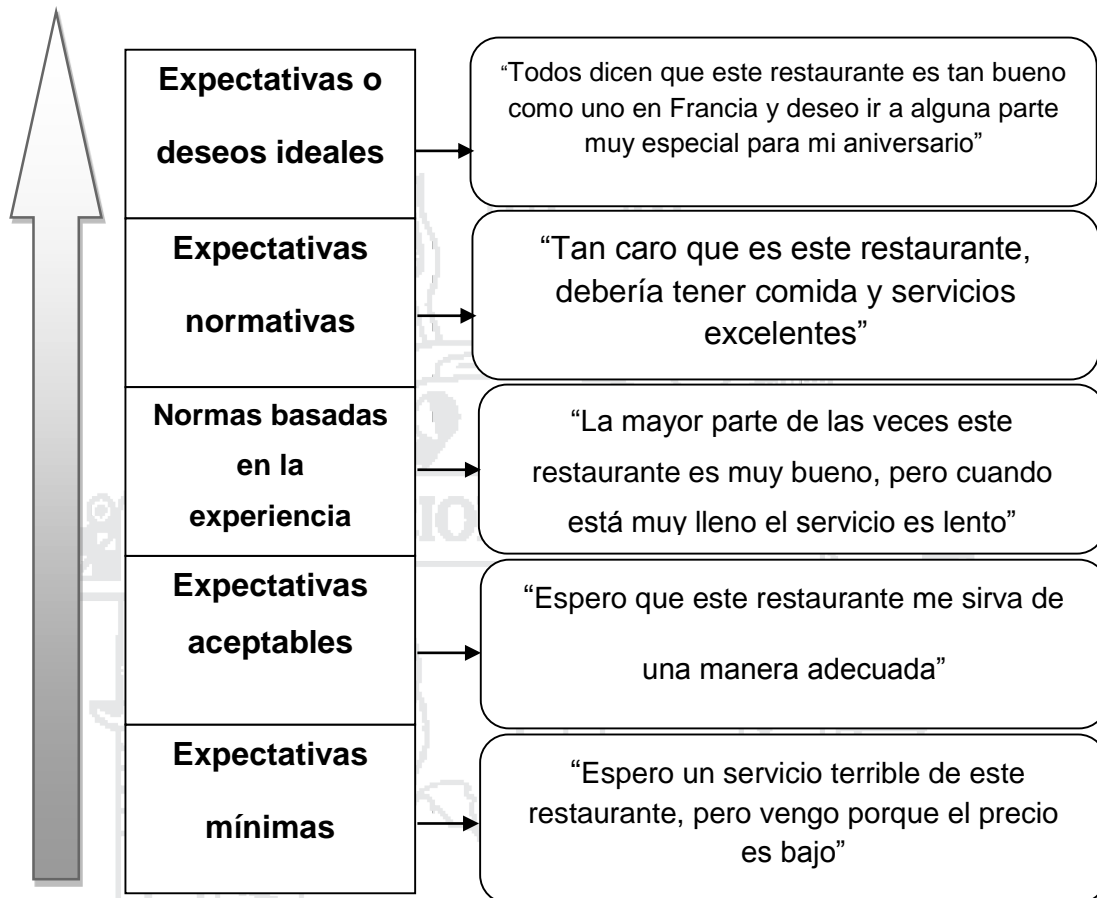 Expectativas o
deseos ideales
“Todos dicen que este restaurante es tan bueno
como uno en Francia y deseo ir a alguna parte
muy especial para mi aniversario”
Expectativas
normativas
“Tan caro que es este restaurante,
debería tener comida y servicios
excelentes”
Normas basadas
en la
experiencia
“La mayor parte de las veces este
restaurante es muy bueno, pero cuando
está muy lleno el servicio es lento”
Expectativas
aceptables
“Espero que este restaurante me sirva de
una manera adecuada”
Expectativas
mínimas
“Espero un servicio terrible de este
restaurante, pero vengo porque el precio
es bajo”